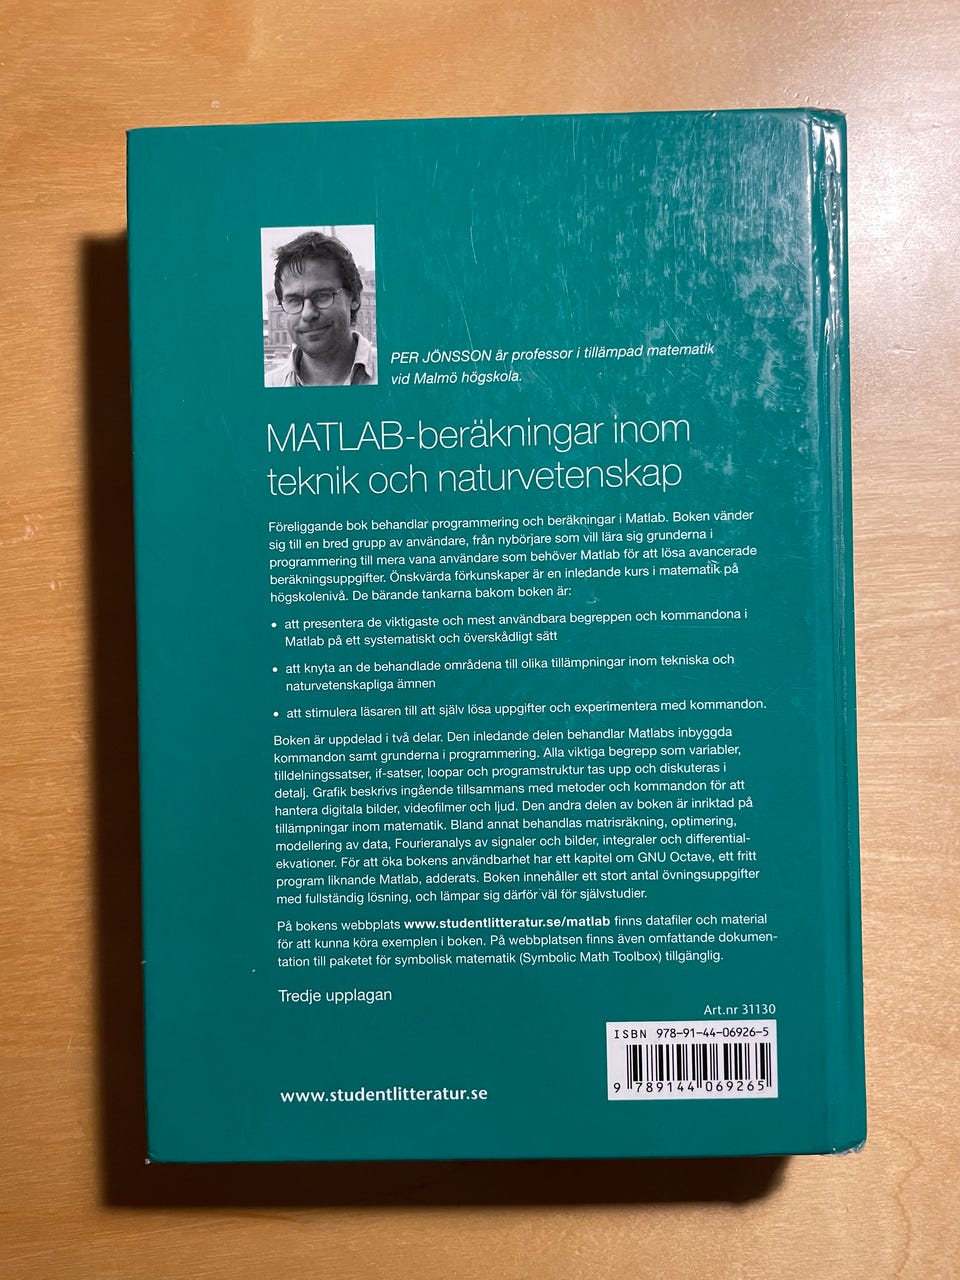 PER JÖNSSON är professor i tillämpad matematik
vid Malmö högskola.
MATLAB-beräkningar inom
teknik och naturvetenskap
Föreliggande bok behandlar programmering och beräkningar i Matlab. Boken vänder
sig till en bred grupp av användare, från nybörjare som vill lära sig grunderna i
programmering till mera vana användare som behöver Matlab för att lösa avancerade
beräkningsuppgifter. Önskvärda förkunskaper är en inledande kurs i matematik på
högskolenivå. De bärande tankarna bakom boken är:
• att presentera de viktigaste och mest användbara begreppen och kommandona i
Matlab på ett systematiskt och överskådligt sätt
• att knyta an de behandlade områdena till olika tillämpningar inom tekniska och
naturvetenskapliga ämnen
• att stimulera läsaren till att själv lösa uppgifter och experimentera med kommandon.
Boken är uppdelad i två delar. Den inledande delen behandlar Matlabs inbyggda
kommandon samt grunderna i programmering. Alla viktiga begrepp som variabler,
tilldelningssatser, if-satser, loopar och programstruktur tas upp och diskuteras i
detalj. Grafik beskrivs ingående tillsammans med metoder och kommandon för att
hantera digitala bilder, videofilmer och ljud. Den andra delen av boken är inriktad på
tillämpningar inom matematik. Bland annat behandlas matrisräkning, optimering,
modellering av data, Fourieranalys av signaler och bilder, integraler och differential-
ekvationer. För att öka bokens användbarhet har ett kapitel om GNU Octave, ett fritt
program liknande Matlab, adderats. Boken innehåller ett stort antal övningsuppgifter
med fullständig lösning, och lämpar sig därför väl för självstudier.
På bokens webbplats www.studentlitteratur.se/matlab finns datafiler och material
för att kunna köra exemplen i boken. På webbplatsen finns även omfattande dokumen-
tation till paketet för symbolisk matematik (Symbolic Math Toolbox) tillgänglig.
Tredje upplagan
Art.nr 31130
ISBN 978-91-44-06926-5
9 789144 069265
www.studentlitteratur.se